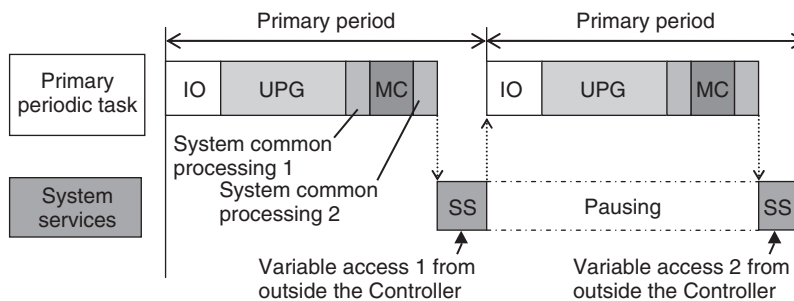 Primary period
Primary period
Primary
periodic task
IO
UPG
MC
IO
UPG
MC
System common
processing 1
System common
processing 2
System
services
SS
Pausing
SS
Variable access 1 from
outside the Controller
Variable access 2 from
outside the Controller